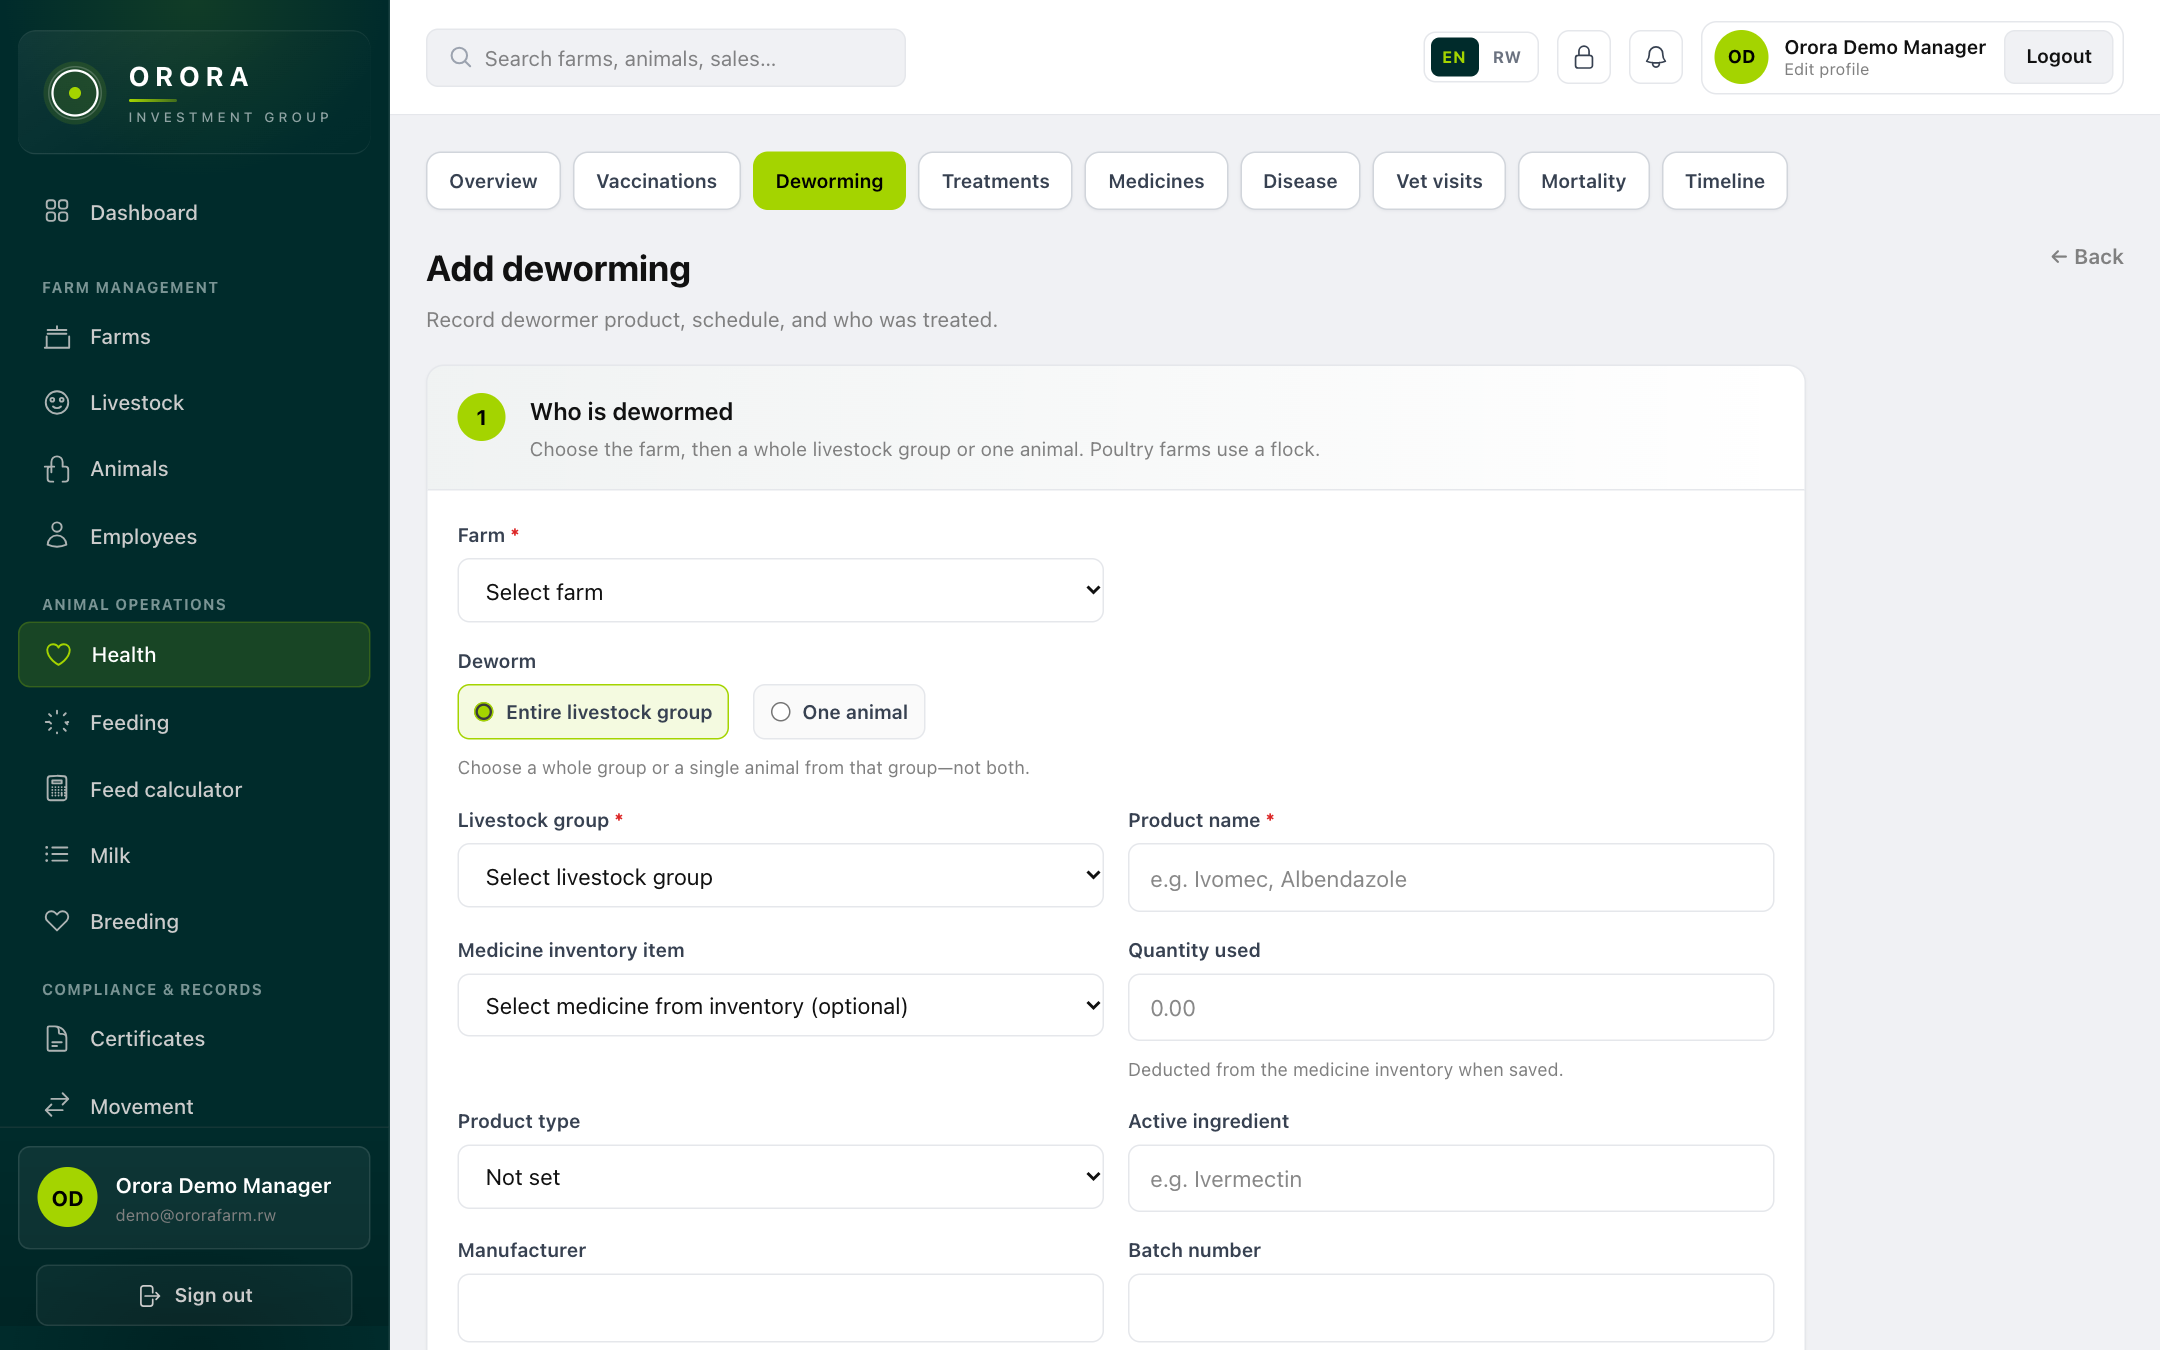 ORORA
INVESTMENT GROUP
Dashboard
FARM MANAGEMENT
Farms
Livestock
Animals
Employees
ANIMAL OPERATIONS
Health
Feeding
Feed calculator
Milk
Breeding
COMPLIANCE & RECORDS
Certificates
Movement
OD
Orora Demo Manager
demo@ororafarm.rw
Sign out
Search farms, animals, sales...
EN RW
OD
Orora Demo Manager
Edit profile
Logout
Overview Vaccinations Deworming Treatments Medicines Disease Vet visits Mortality Timeline
Add deworming
← Back
Record dewormer product, schedule, and who was treated.
1
Who is dewormed
Choose the farm, then a whole livestock group or one animal. Poultry farms use a flock.
Farm *
Select farm
Deworm
Entire livestock group One animal
Choose a whole group or a single animal from that group—not both.
Livestock group * Product name *
Select livestock group e.g. Ivomec, Albendazole
Medicine inventory item Quantity used
Select medicine from inventory (optional) 0.00
Deducted from the medicine inventory when saved.
Product type Active ingredient
Not set e.g. Ivermectin
Manufacturer Batch number